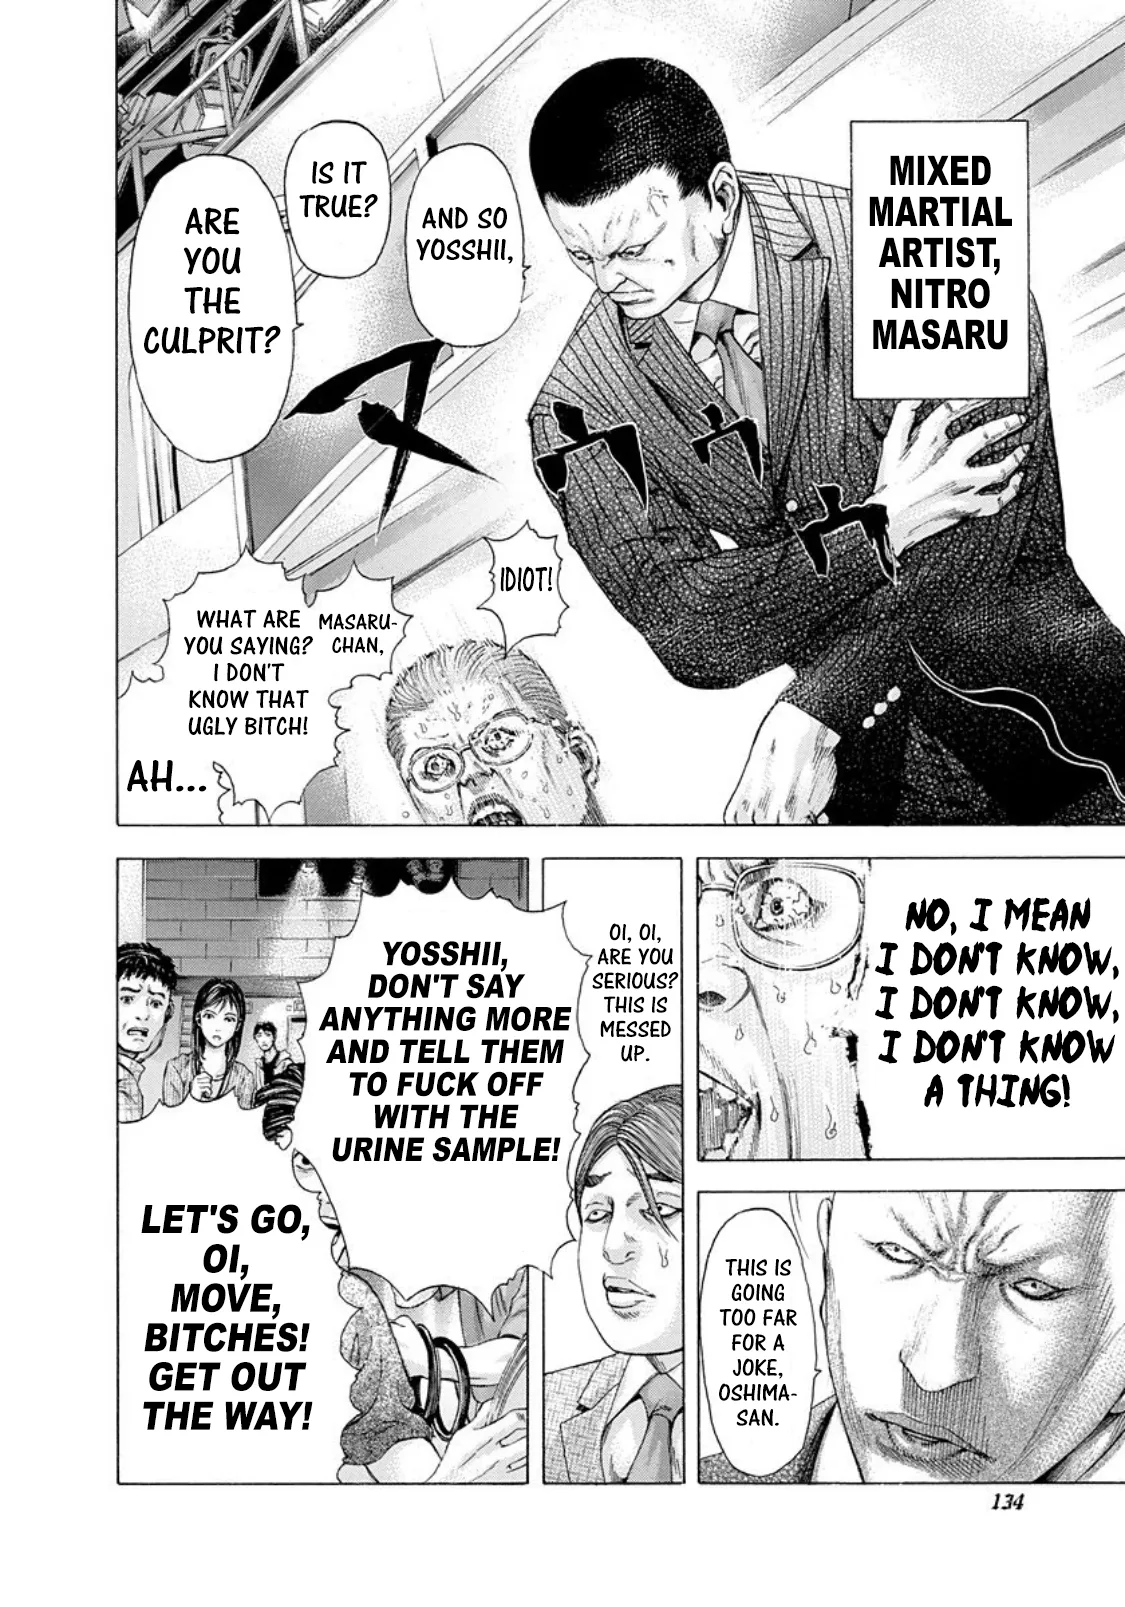 MIXED
MARTIAL
ARTIST,
NITRO
MASARU
AND SO
YOSSHII,
IS IT
TRUE?
ARE
YOU
THE
CULPRIT?
ヌ
ウ
ウ
ウ
IDIOT!
MASARU-
CHAN,
WHAT ARE
YOU SAYING?
I DON'T
KNOW THAT
UGLY BITCH!
AH...
NO, I MEAN
I DON'T KNOW,
I DON'T KNOW,
I DON'T KNOW
A THING!
OI, OI,
ARE YOU
SERIOUS?
THIS IS
MESSED
UP.
YOSSHII,
DON'T SAY
ANYTHING MORE
AND TELL THEM
TO FUCK OFF
WITH THE
URINE SAMPLE!
LET'S GO,
OI,
MOVE,
BITCHES!
GET OUT
THE WAY!
THIS IS
GOING
TOO FAR
FOR A
JOKE,
OSHIMA-
SAN.
134